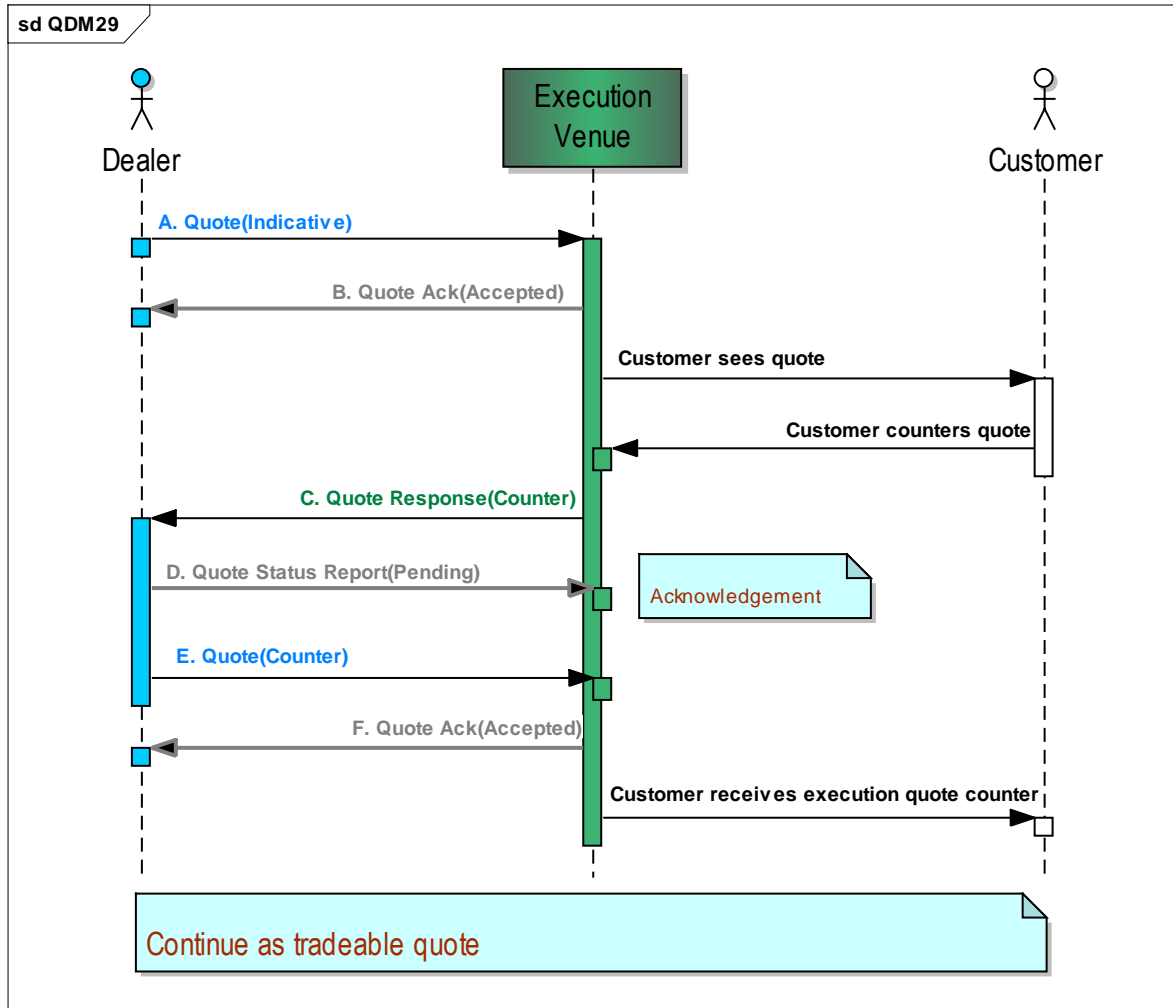 sd QDM29
Dealer
Execution
Venue
Customer
A. Quote(Indicative)
B. Quote Ack(Accepted)
Customer sees quote
Customer counters quote
C. Quote Response(Counter)
D. Quote Status Report(Pending)
Acknowledgement
E. Quote(Counter)
F. Quote Ack(Accepted)
Customer receives execution quote counter
Continue as tradeable quote